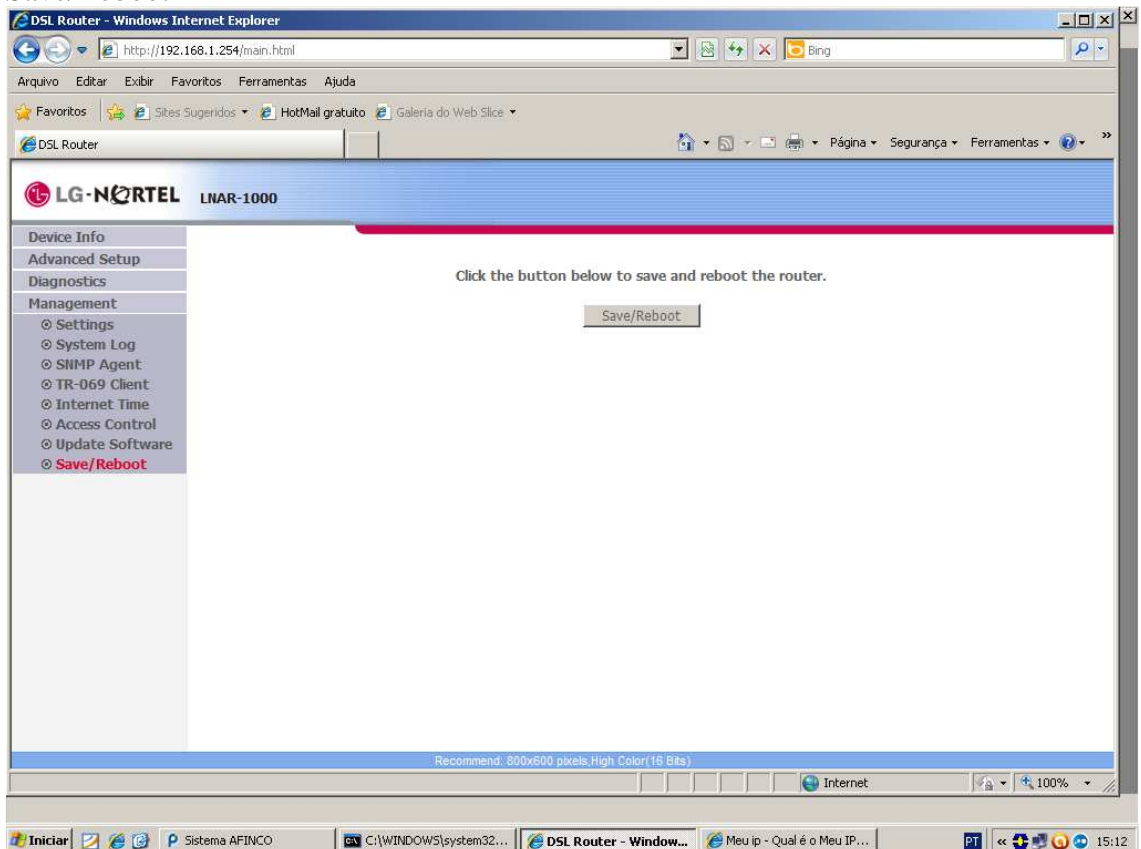 DSL Router - Windows Internet Explorer
http://192.168.1.254/main.html
Bing
Arquivo Editar Exibir Favoritos Ferramentas Ajuda
Favoritos Sites Sugeridos HotMail gratuito Galeria do Web Slice
DSL Router
Página Segurança Ferramentas
LG-NORTEL LNAR-1000
Device Info
Advanced Setup
Diagnostics
Management
Settings
System Log
SNMP Agent
TR-069 Client
Internet Time
Access Control
Update Software
Save/Reboot
Click the button below to save and reboot the router.
Save/Reboot
Recommend: 800x600 pixels,High Color(16 Bits)
Internet 100%
Iniciar Sistema AFINCO C:\WINDOWS\system32... DSL Router - Window... Meu ip - Qual é o Meu IP... PT 15:12